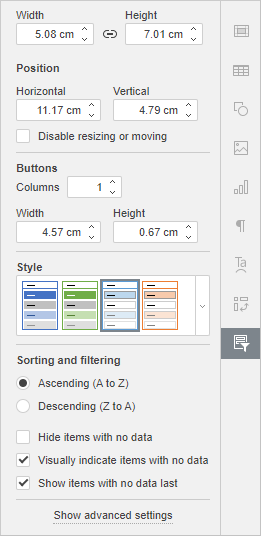 Width Height
5.08 cm 7.01 cm
Position
Horizontal Vertical
11.17 cm 4.79 cm
Disable resizing or moving
Buttons
Columns 1
Width Height
4.57 cm 0.67 cm
Style
Sorting and filtering
Ascending (A to Z)
Descending (Z to A)
Hide items with no data
Visually indicate items with no data
Show items with no data last
Show advanced settings
¶
Ta